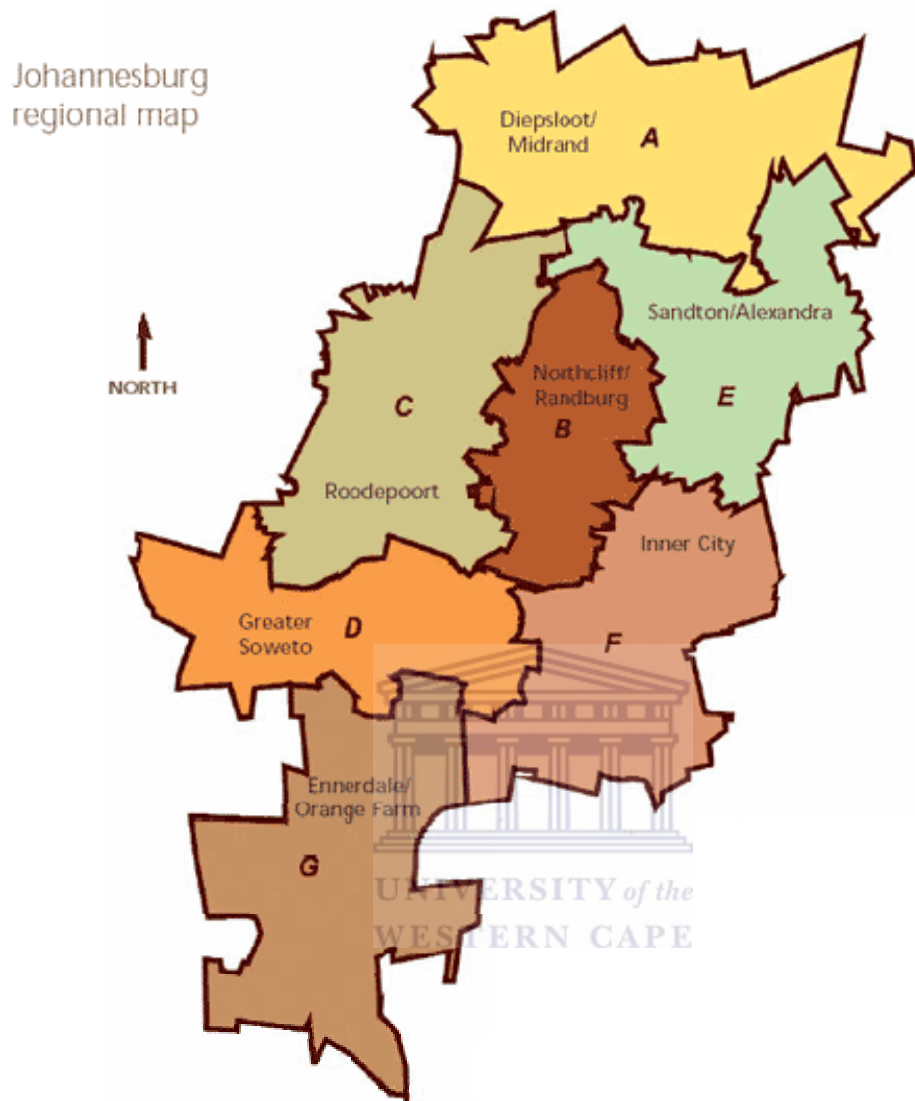 Johannesburg
regional map
Diepsloot/
Midrand
A
Sandton/Alexandra
NORTH
Northcliff/
Randburg
C
E
B
Roodepoort
Inner City
Greater
Soweto
D
F
Ennerdale/
Orange Farm
G
UNIVERSITY of the
WESTERN CAPE